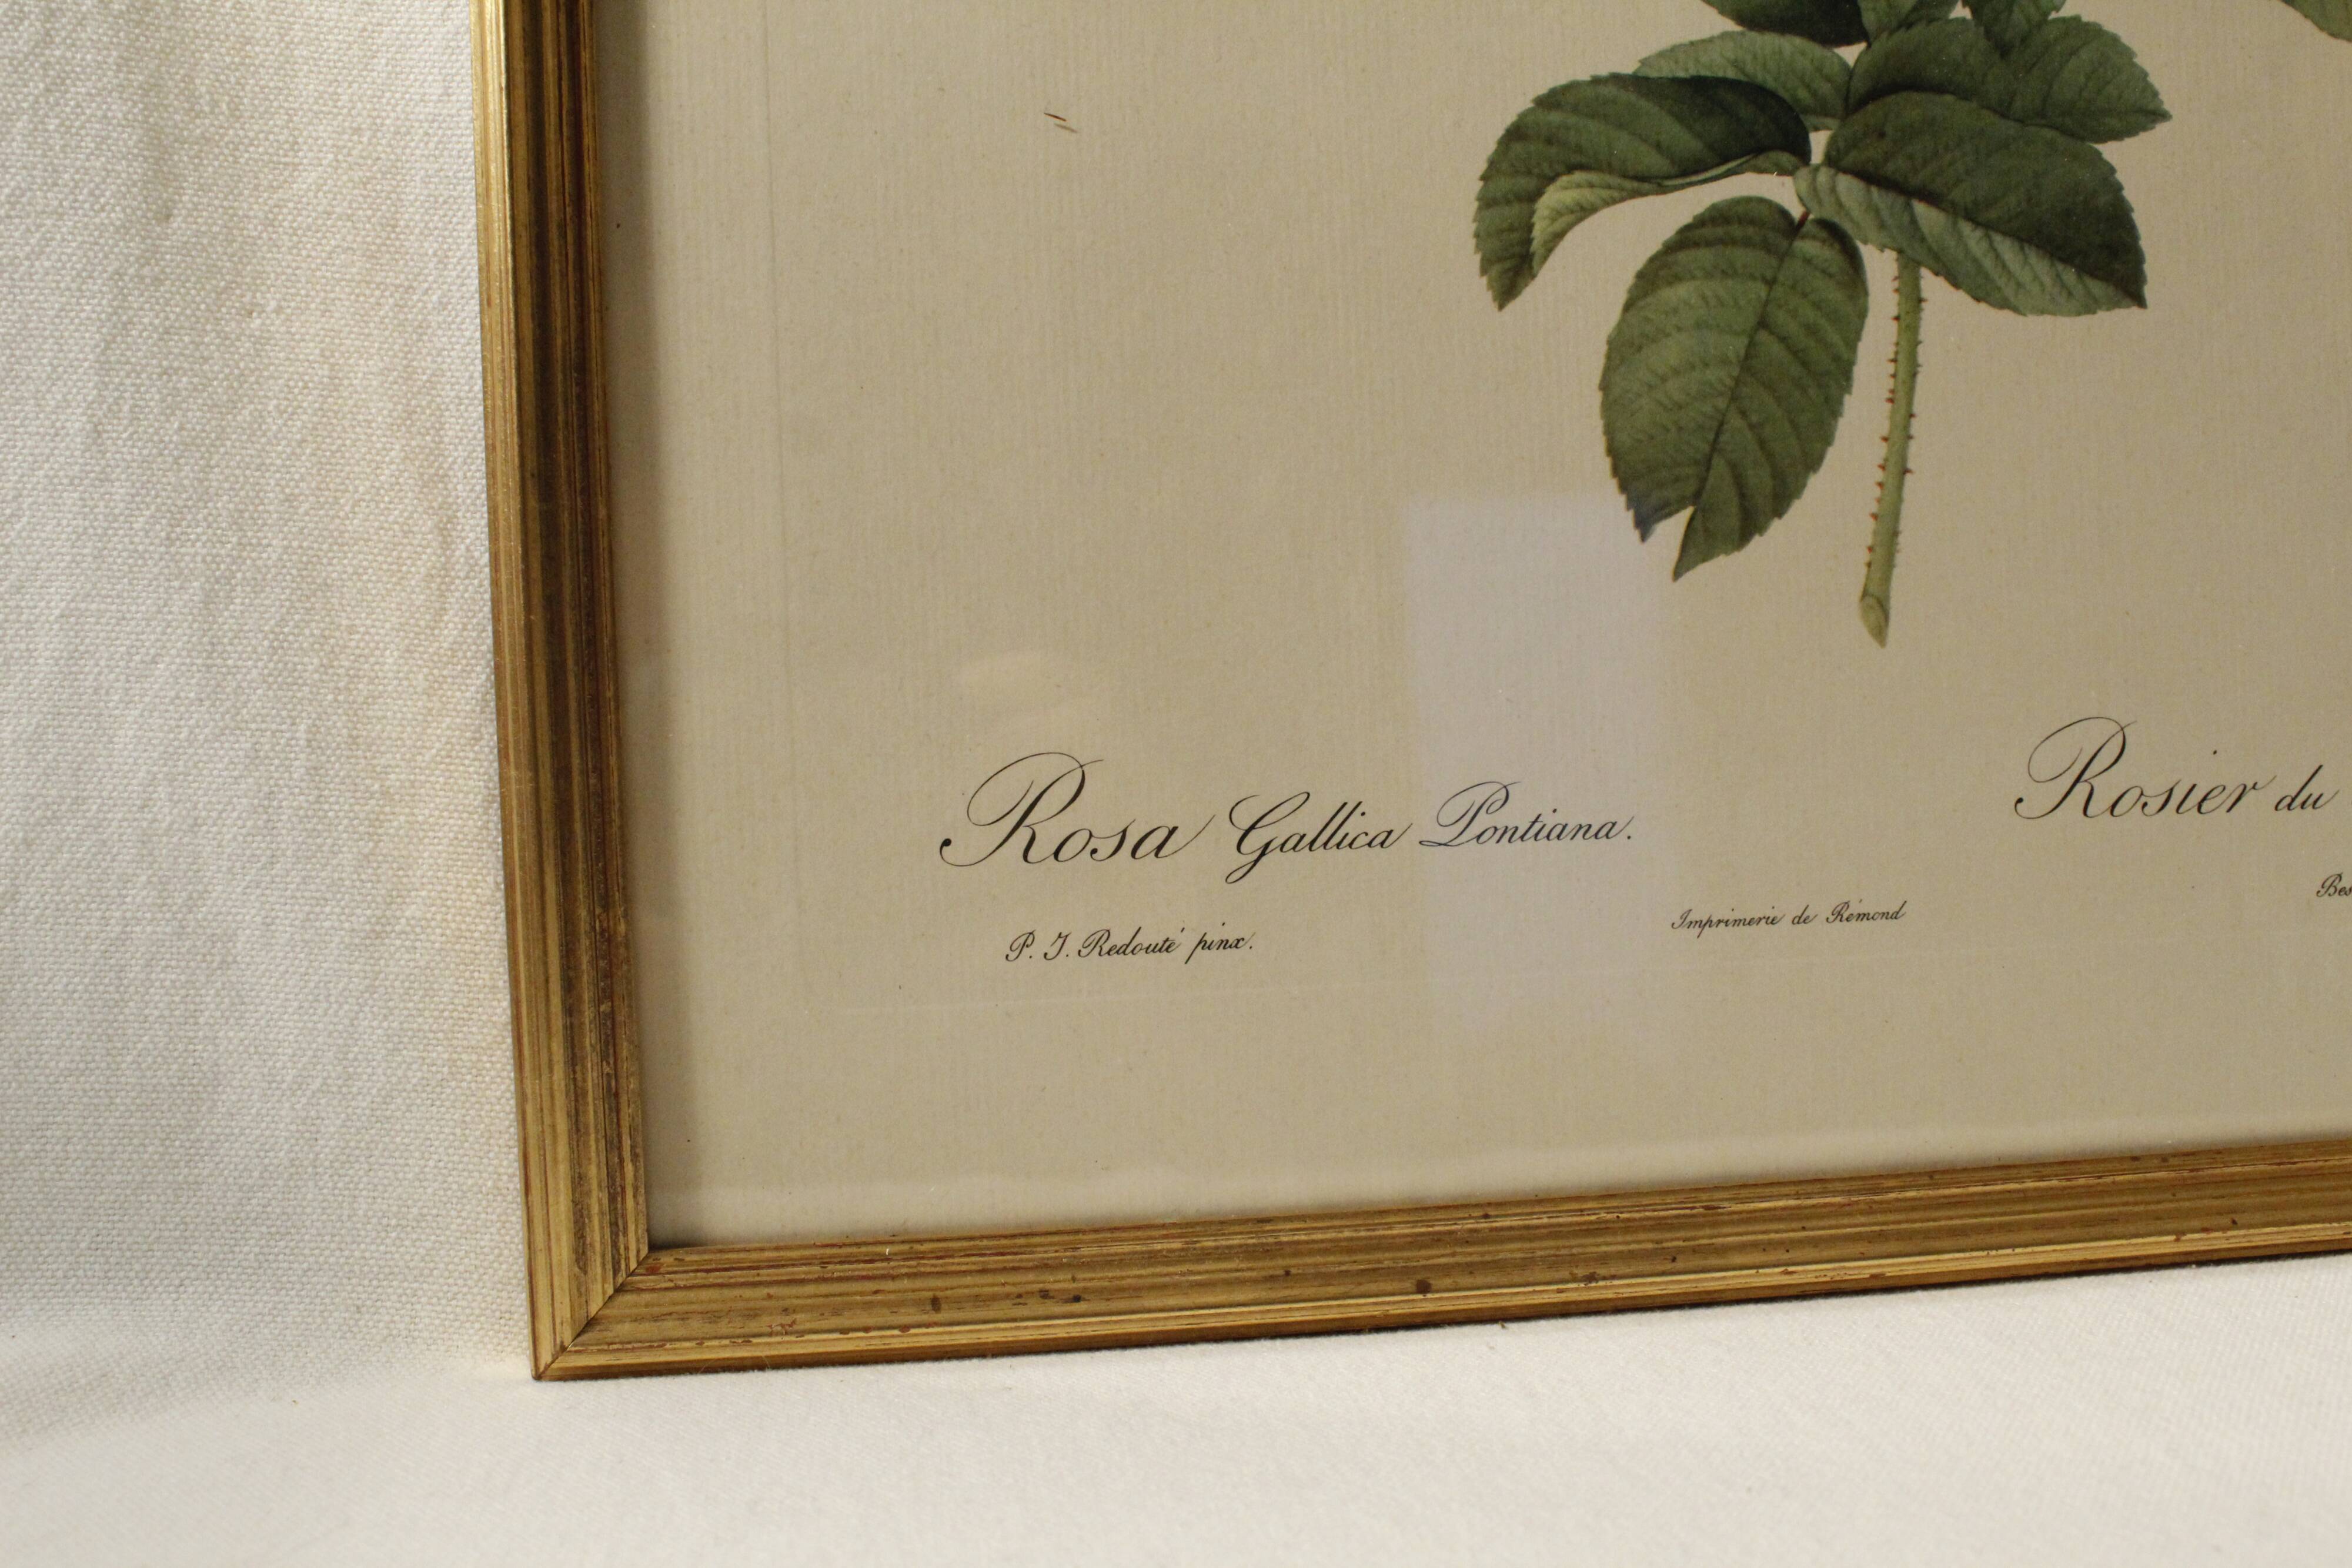 Rosa Gallica Pontiana.
Rosier du
P. J. Redouté pinx.
Imprimerie de Rémond